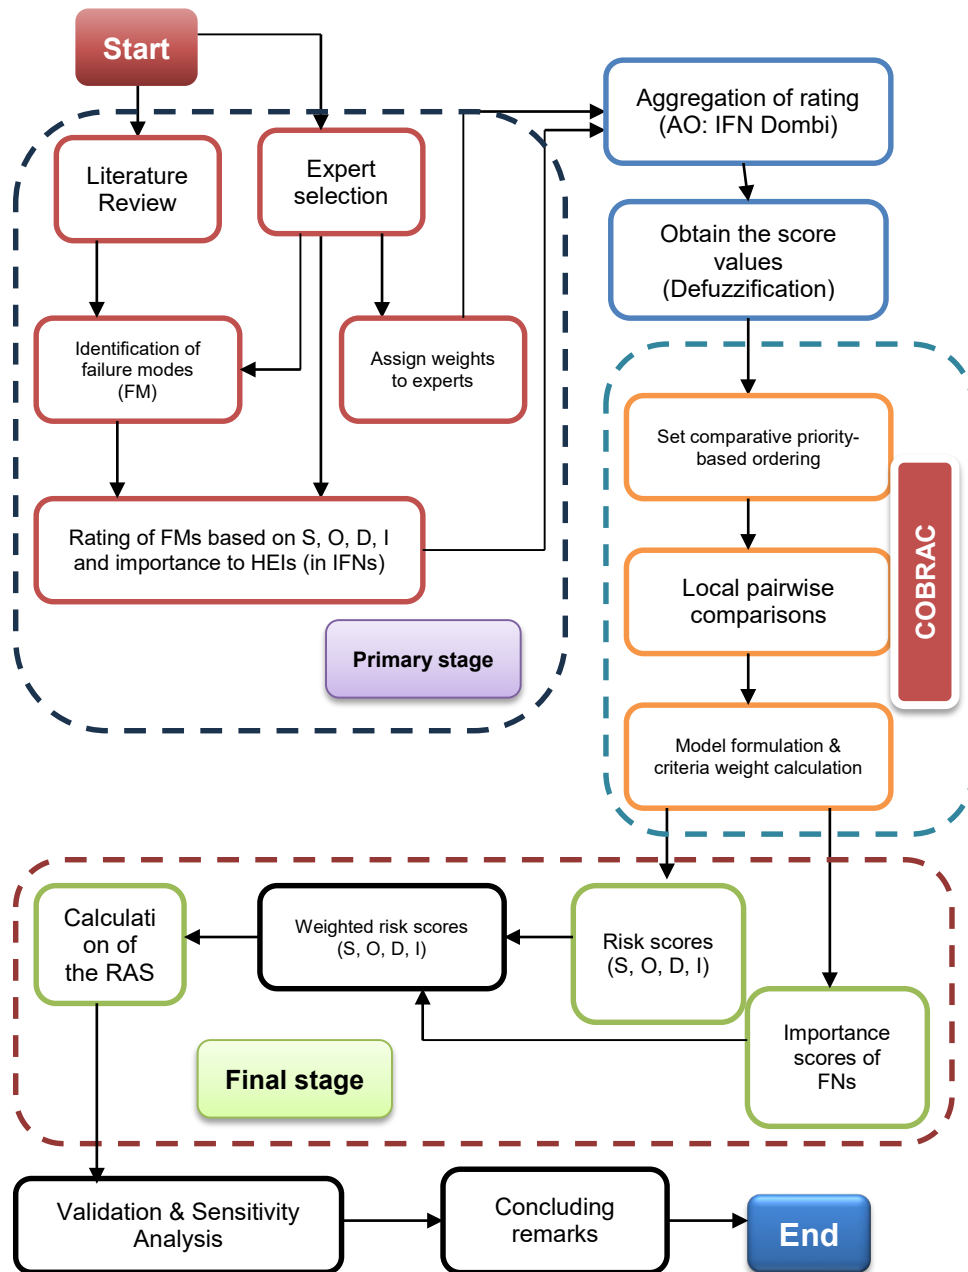 Start
Literature
Review
Expert
selection
Identification of
failure modes
(FM)
Assign weights
to experts
Rating of FMs based on S, O, D, I
and importance to HEIs (in IFNs)
Primary stage
Aggregation of rating
(AO: IFN Dombi)
Obtain the score
values
(Defuzzification)
Set comparative priority-
based ordering
Local pairwise
comparisons
Model formulation &
criteria weight calculation
COBRAC
Calculati
on of
the RAS
Weighted risk scores
(S, O, D, I)
Risk scores
(S, O, D, I)
Importance
scores of
FNs
Final stage
Validation & Sensitivity
Analysis
Concluding
remarks
End